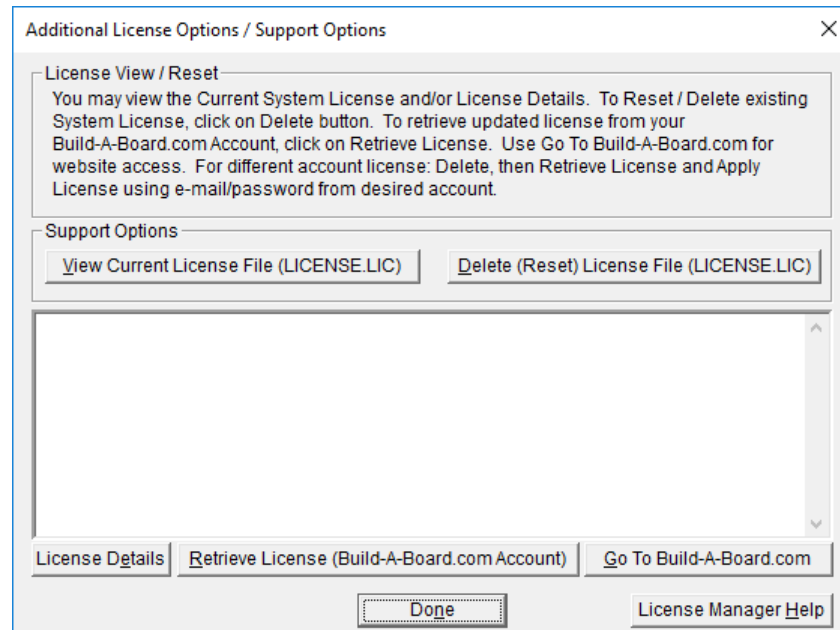 Additional License Options / Support Options
License View / Reset
You may view the Current System License and/or License Details. To Reset / Delete existing
System License, click on Delete button. To retrieve updated license from your
Build-A-Board.com Account, click on Retrieve License. Use Go To Build-A-Board.com for
website access. For different account license: Delete, then Retrieve License and Apply
License using e-mail/password from desired account.
Support Options
View Current License File (LICENSE.LIC) Delete (Reset) License File (LICENSE.LIC)
License Details Retrieve License (Build-A-Board.com Account) Go To Build-A-Board.com
Done License Manager Help